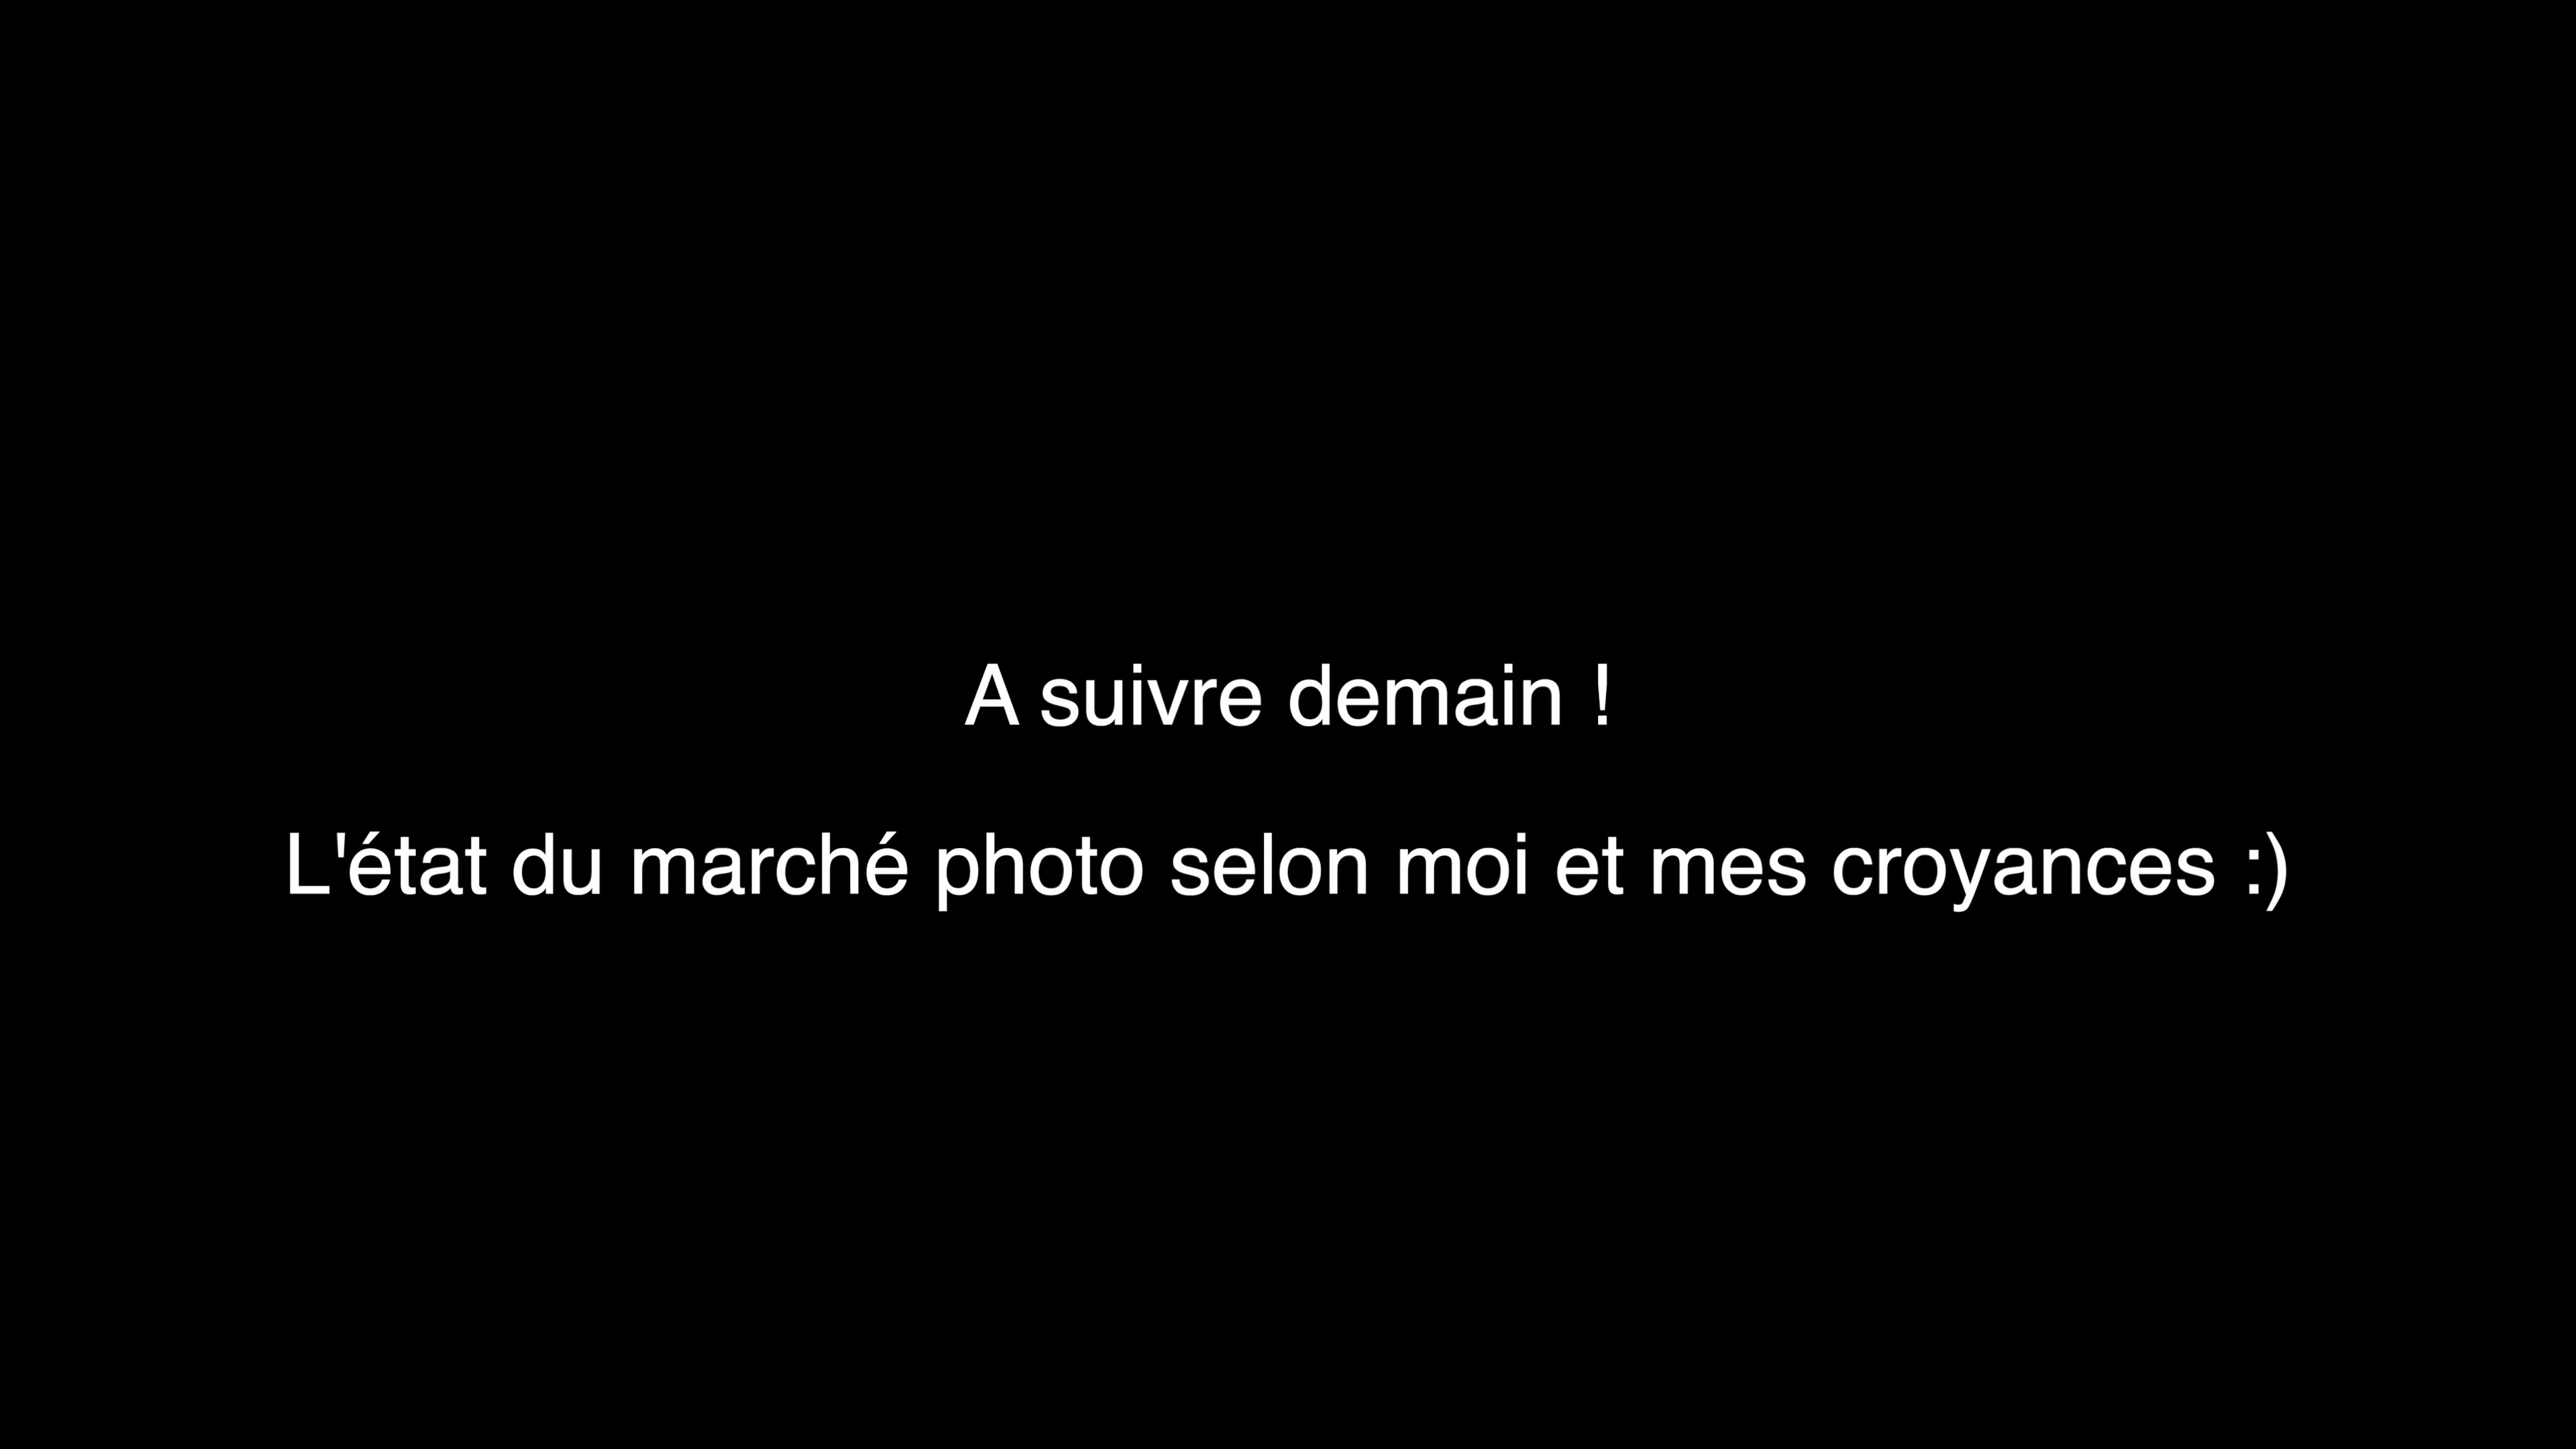 A suivre demain !
L'état du marché photo selon moi et mes croyances :)